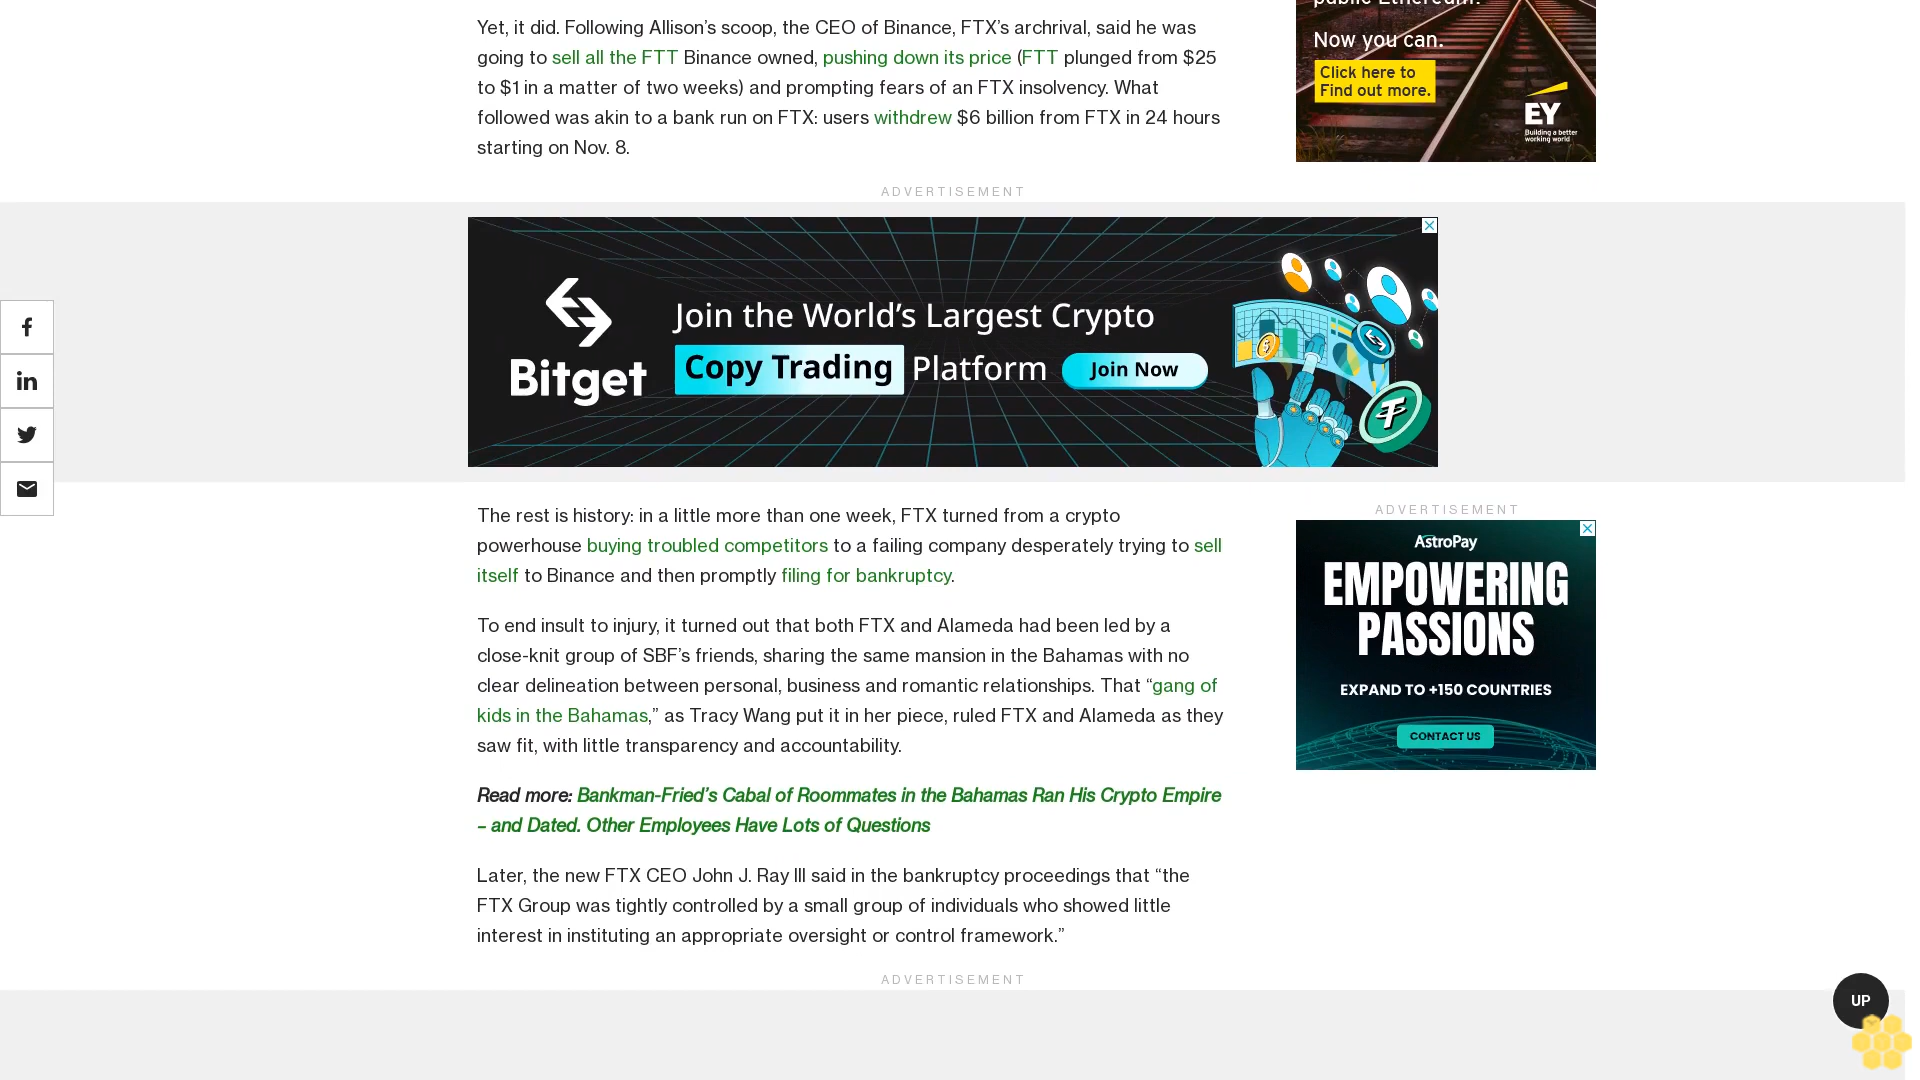 Yet, it did. Following Allison’s scoop, the CEO of Binance, FTX’s archrival, said he was
going to sell all the FTT Binance owned, pushing down its price (FTT plunged from $25
to $1 in a matter of two weeks) and prompting fears of an FTX insolvency. What
followed was akin to a bank run on FTX: users withdrew $6 billion from FTX in 24 hours
starting on Nov. 8.
public Ethereum.
Now you can.
Click here to
Find out more.
EY
Building a better
working world
ADVERTISEMENT
Bitget
Join the World’s Largest Crypto
Copy Trading Platform
Join Now
The rest is history: in a little more than one week, FTX turned from a crypto
powerhouse buying troubled competitors to a failing company desperately trying to sell
itself to Binance and then promptly filing for bankruptcy.
To end insult to injury, it turned out that both FTX and Alameda had been led by a
close-knit group of SBF’s friends, sharing the same mansion in the Bahamas with no
clear delineation between personal, business and romantic relationships. That “gang of
kids in the Bahamas,” as Tracy Wang put it in her piece, ruled FTX and Alameda as they
saw fit, with little transparency and accountability.
Read more: Bankman-Fried’s Cabal of Roommates in the Bahamas Ran His Crypto Empire
– and Dated. Other Employees Have Lots of Questions
Later, the new FTX CEO John J. Ray III said in the bankruptcy proceedings that “the
FTX Group was tightly controlled by a small group of individuals who showed little
interest in instituting an appropriate oversight or control framework.”
ADVERTISEMENT
AstroPay
EMPOWERING
PASSIONS
EXPAND TO +150 COUNTRIES
CONTACT US
ADVERTISEMENT
UP